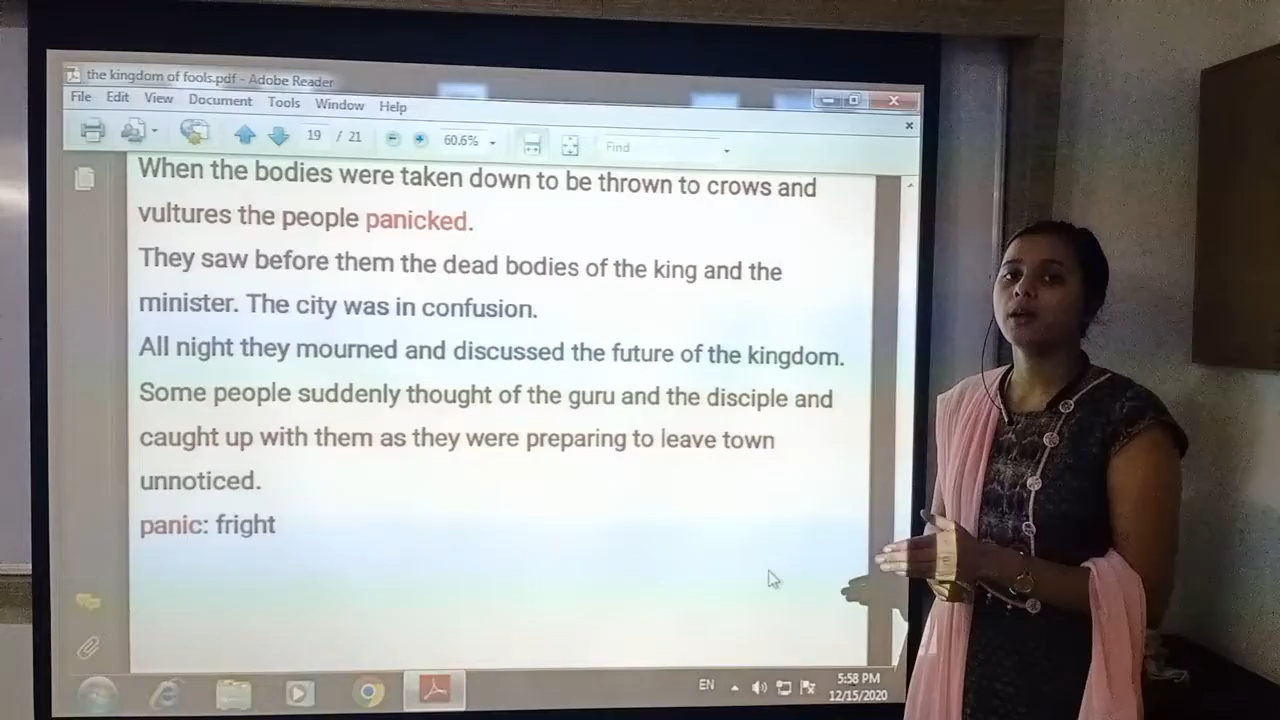 the kingdom of fools.pdf - Adobe Reader
File Edit View Document Tools Window Help
19 / 21 60.6% Find
When the bodies were taken down to be thrown to crows and
vultures the people panicked.
They saw before them the dead bodies of the king and the
minister. The city was in confusion.
All night they mourned and discussed the future of the kingdom.
Some people suddenly thought of the guru and the disciple and
caught up with them as they were preparing to leave town
unnoticed.
panic: fright
EN 5:58 PM
12/15/2020